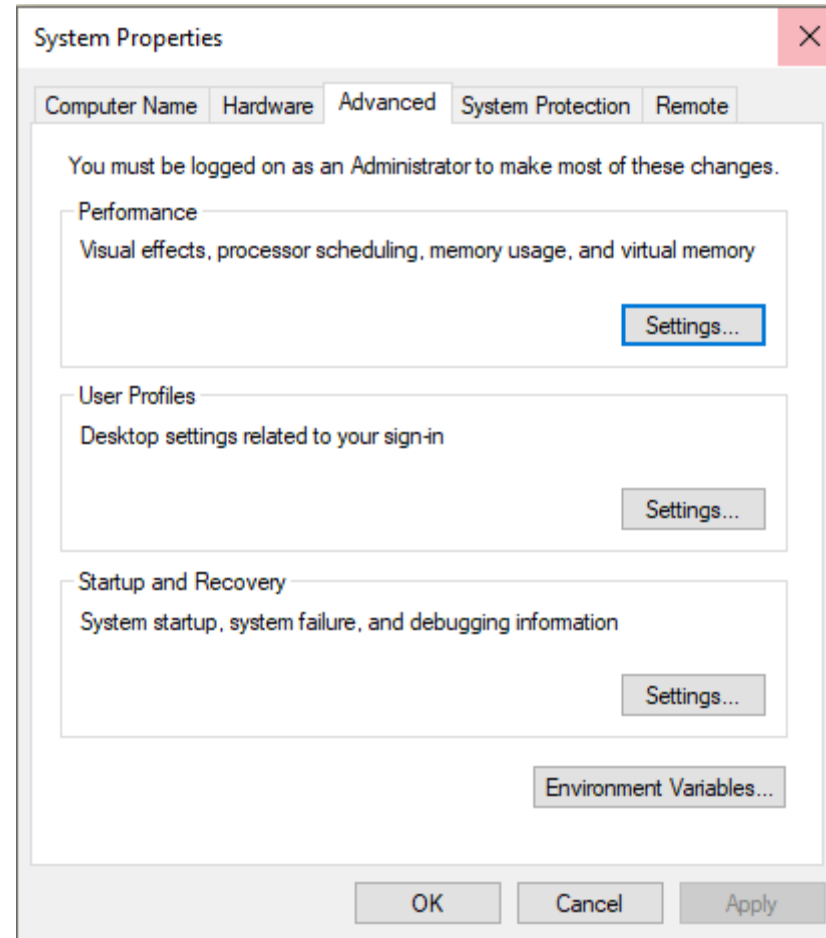 System Properties
Computer Name Hardware Advanced System Protection Remote
You must be logged on as an Administrator to make most of these changes.
Performance
Visual effects, processor scheduling, memory usage, and virtual memory
Settings...
User Profiles
Desktop settings related to your sign-in
Settings...
Startup and Recovery
System startup, system failure, and debugging information
Settings...
Environment Variables...
OK Cancel Apply